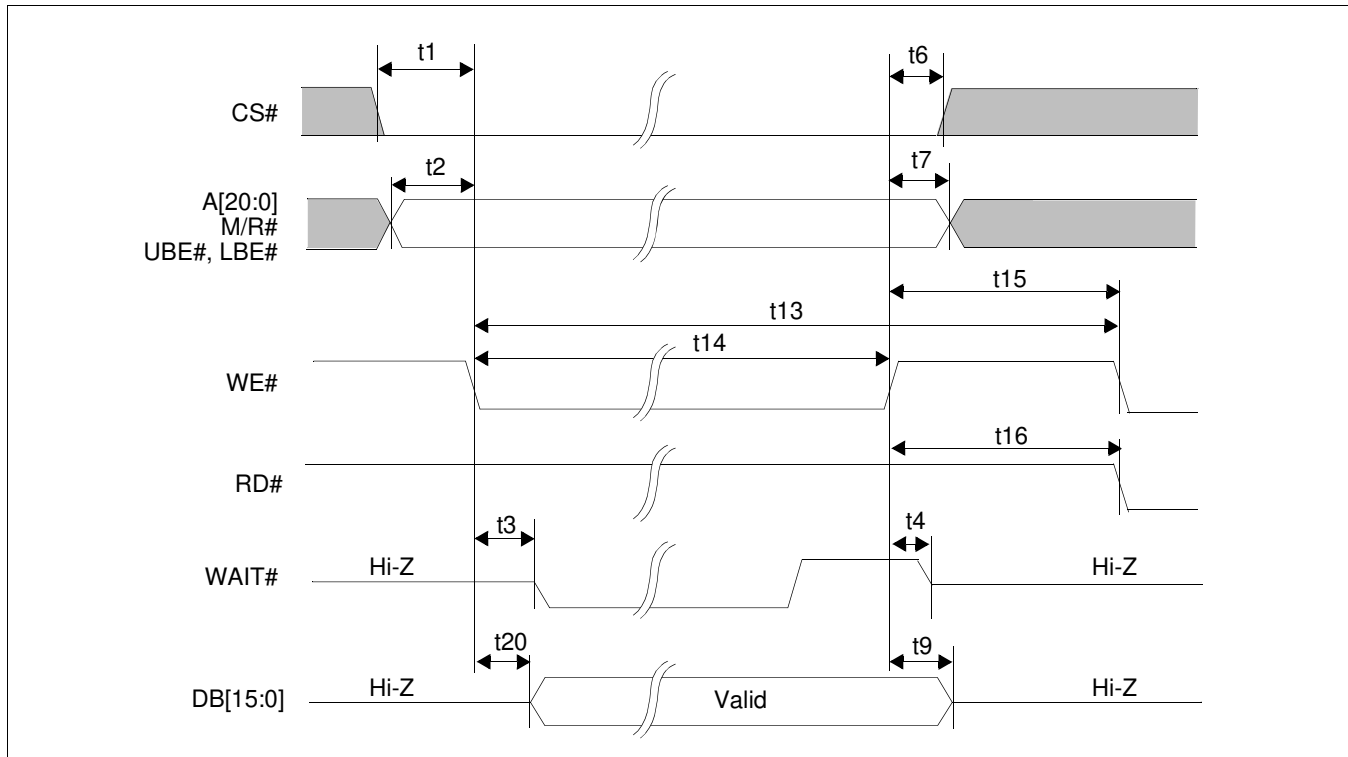 t1
t6
CS#
t2
t7
A[20:0]
M/R#
UBE#, LBE#
t15
t13
t14
WE#
t16
RD#
t3
t4
Hi-Z
Hi-Z
WAIT#
t20
t9
Hi-Z
Hi-Z
DB[15:0]
Valid